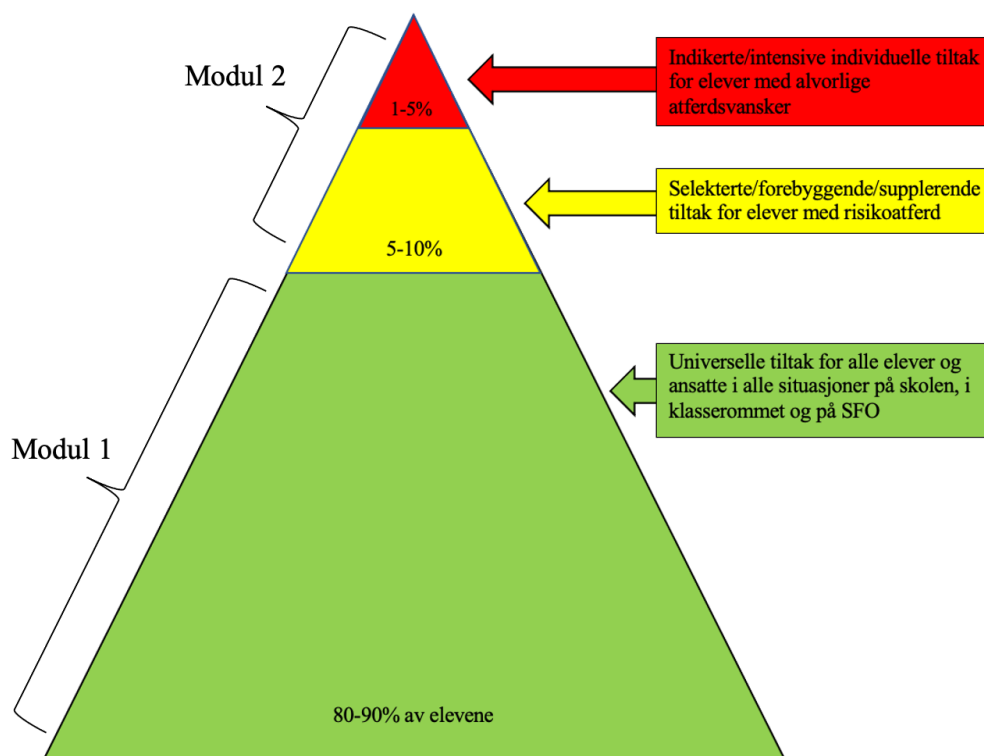 Modul 2
Indikerte/intensive individuelle tiltak
for elever med alvorlige
atferdsvansker
1-5%
Selekterte/forebyggende/supplerende
tiltak for elever med risikoatferd
5-10%
Universelle tiltak for alle elever og
ansatte i alle situasjoner på skolen, i
klasserommet og på SFO
Modul 1
80-90% av elevene